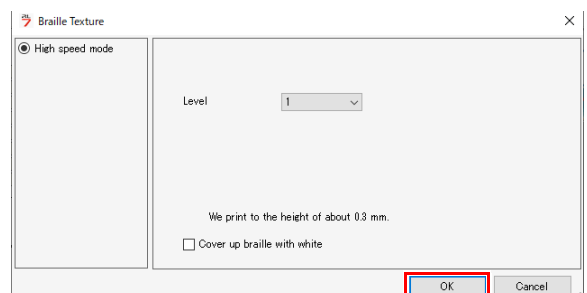 Braille Texture
High speed mode
Level 1
We print to the height of about 0.3 mm.
Cover up braille with white
OK Cancel